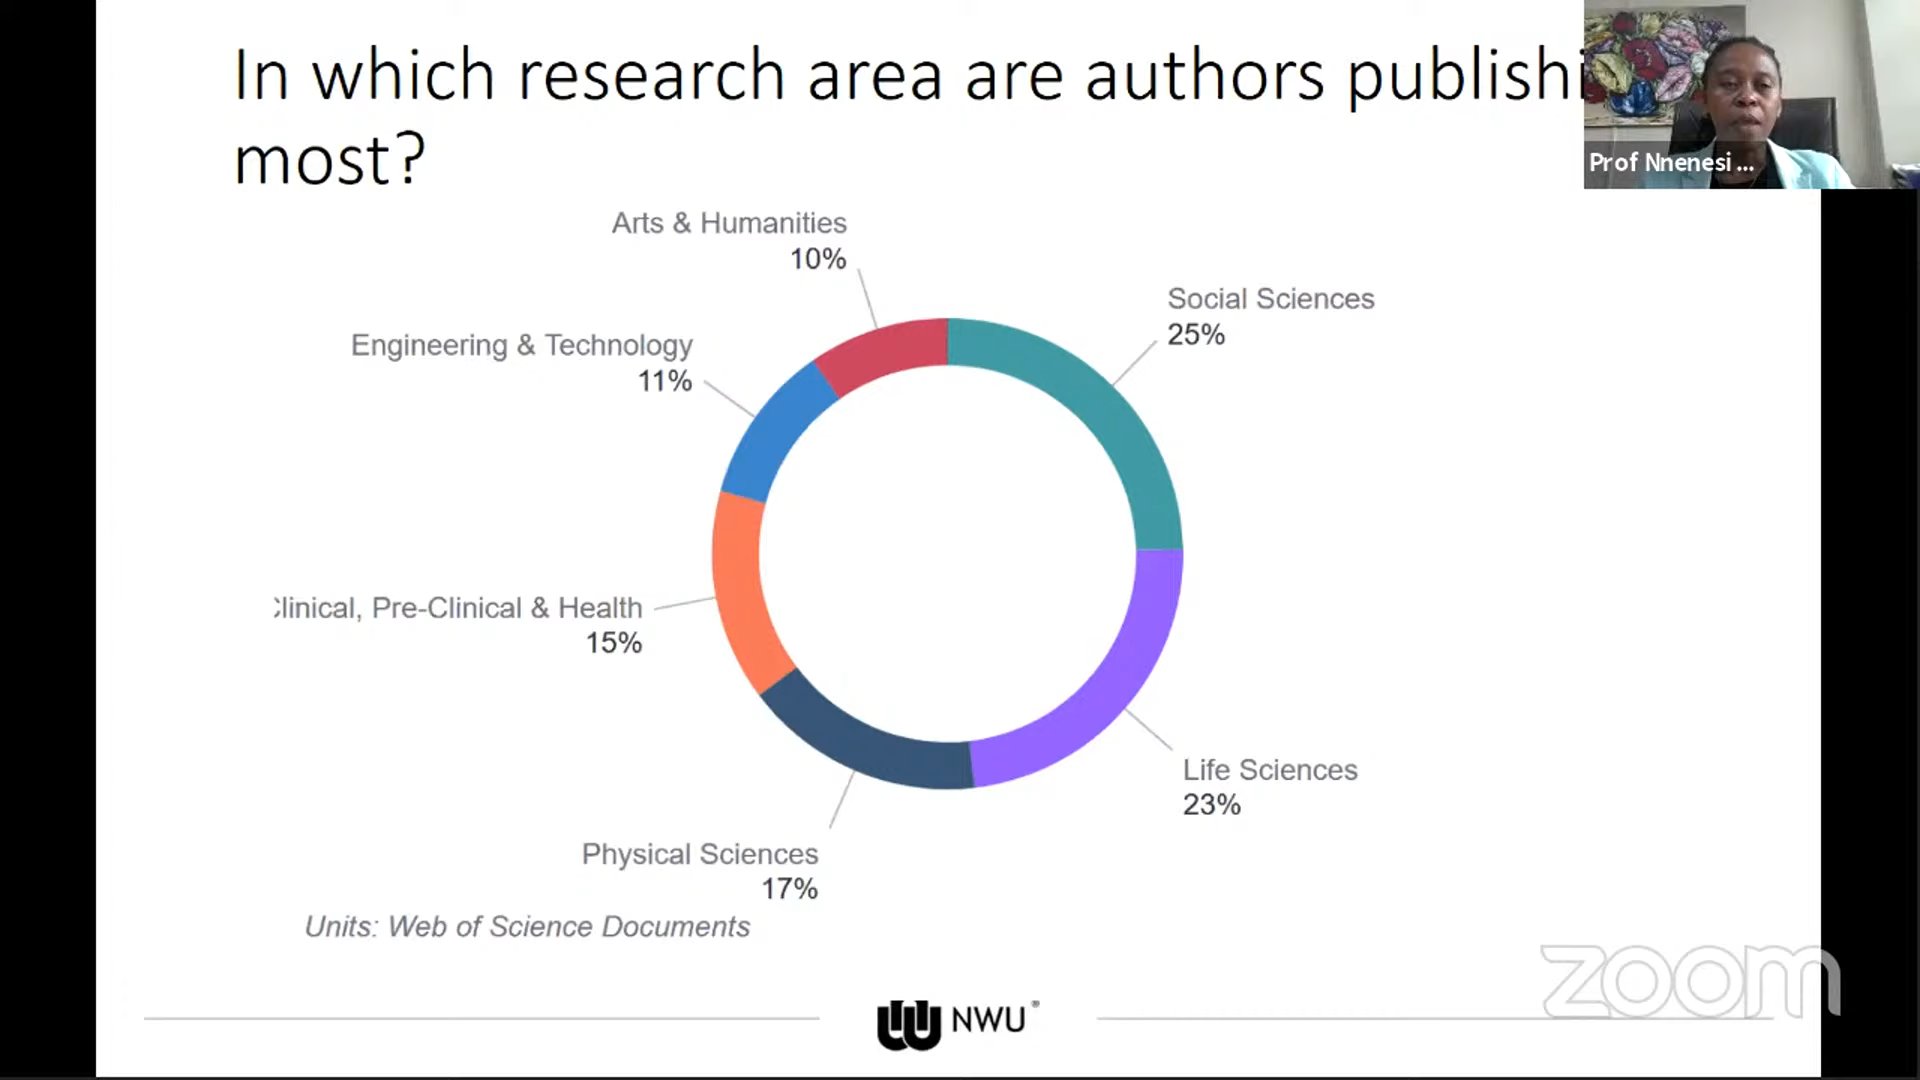 In which research area are authors publishi
most?
Prof Nnenesi ...
Arts & Humanities
10%
Social Sciences
25%
Engineering & Technology
11%
linical, Pre-Clinical & Health
15%
Life Sciences
23%
Physical Sciences
17%
Units: Web of Science Documents
zoom
NWU